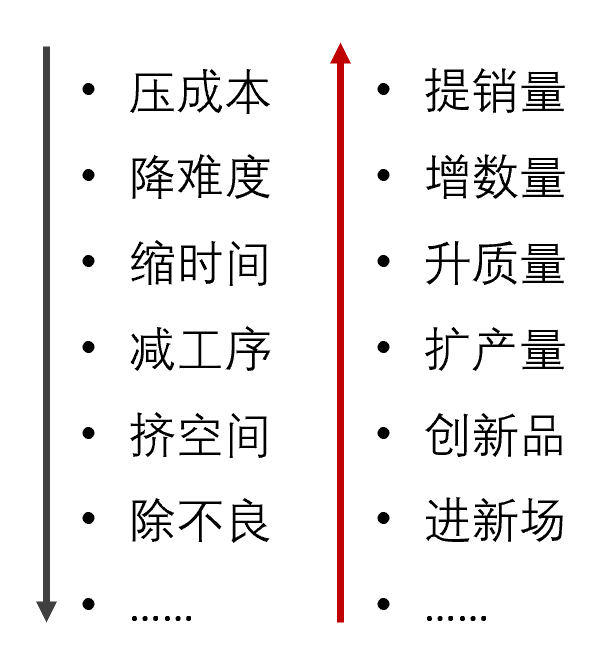 压成本
降难度
缩时间
减工序
挤空间
除不良
……
提销量
增数量
升质量
扩产量
创新品
进新场
……